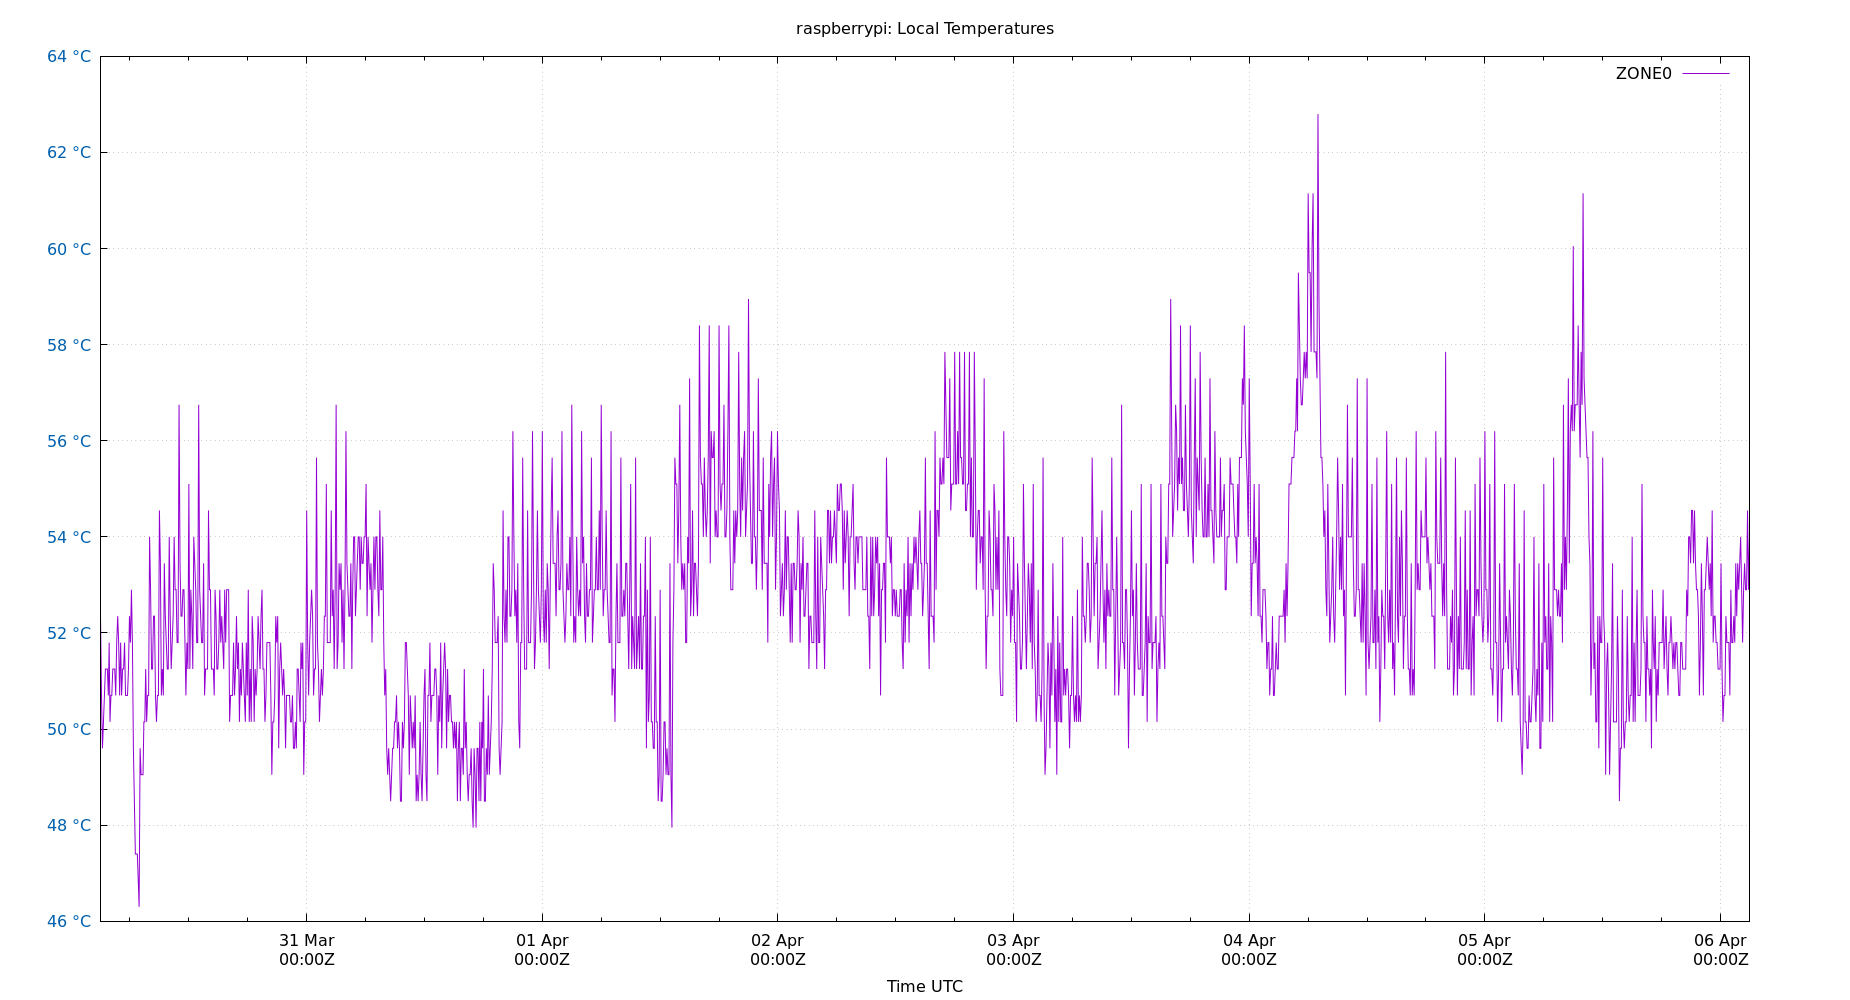 raspberrypi: Local Temperatures
64 °C
ZONE0
62 °C
60 °C
58 °C
56 °C
54 °C
52 °C
50 °C
48 °C
46 °C
31 Mar 01 Apr 02 Apr 03 Apr 04 Apr 05 Apr 06 Apr
00:00Z 00:00Z 00:00Z 00:00Z 00:00Z 00:00Z 00:00Z
Time UTC